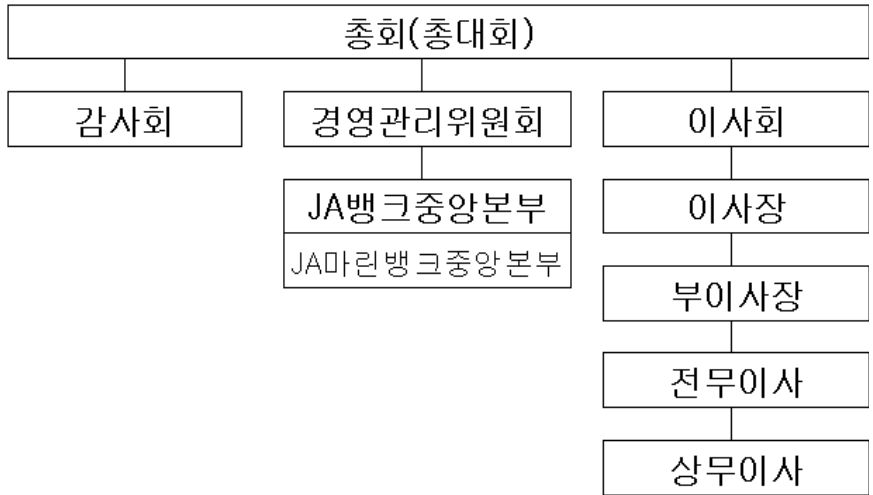 총회(총대회)
감사회
경영관리위원회
이사회
JA뱅크중앙본부
이사장
JA마린뱅크중앙본부
부이사장
전무이사
상무이사